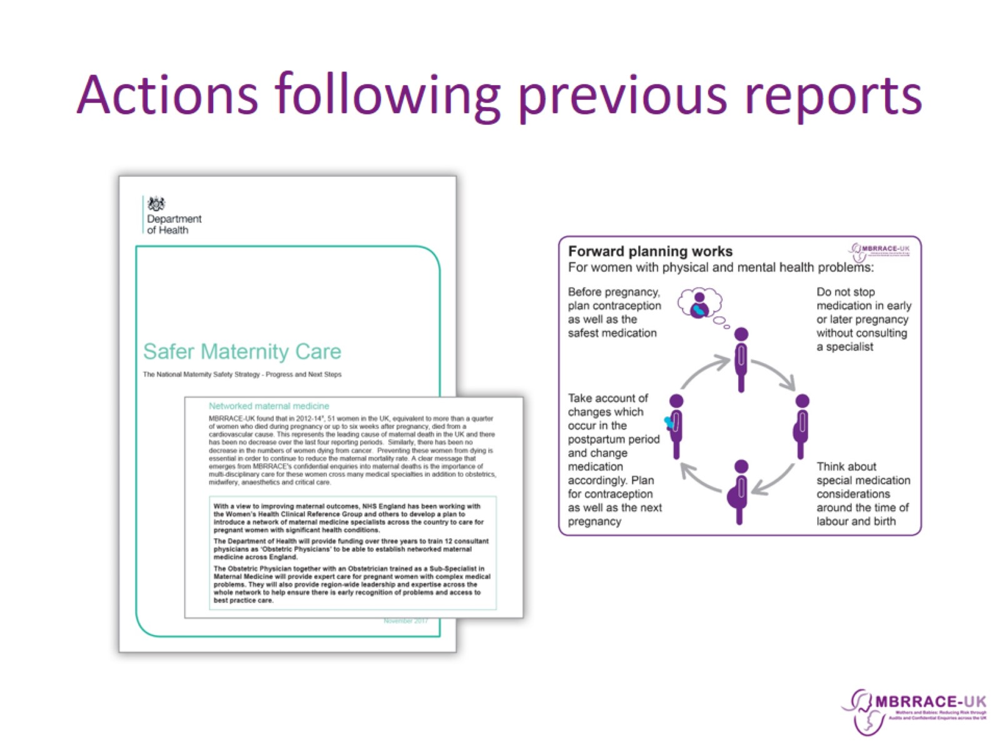 Actions following previous reports
Department
of Health
Safer Maternity Care
The National Maternity Safety Strategy - Progress and Next Steps
Networked maternal medicine
MBRRACE-UK found that in 2012-14, 51 women in the UK, equivalent to more than a quarter
of women who died during pregnancy or up to six weeks after pregnancy, died from a
cardiovascular cause. This represents the leading cause of maternal death in the UK and there
has been no decrease over the last four reporting periods. Similarly, there has been no
decrease in the numbers of women dying from cancer. Preventing these women from dying is
essential in order to continue to reduce the maternal mortality rate. A clear message that
emerges from MBRRACE's confidential enquiries into maternal deaths is the importance of
multi-disciplinary care for these women cross many medical specialties in addition to obstetrics,
midwifery, anaesthetics and critical care.
With a view to improving maternal outcomes, NHS England has been working with
the Women's Health Clinical Reference Group and others to develop a plan to
introduce a network of maternal medicine specialists across the country to care for
pregnant women with significant health conditions.
The Department of Health will provide funding over three years to train 12 consultant
physicians as 'Obstetric Physicians' to be able to establish networked maternal
medicine across England.
The Obstetric Physician together with an Obstetrician trained as a Sub-Specialist in
Maternal Medicine will provide expert care for pregnant women with complex medical
problems. They will also provide region-wide leadership and expertise across the
whole network to help ensure there is early recognition of problems and access to
best practice care.
November 2017
Forward planning works
MBRRACE-UK
For women with physical and mental health problems:
Before pregnancy,
plan contraception
as well as the
safest medication
Do not stop
medication in early
or later pregnancy
without consulting
a specialist
Take account of
changes which
occur in the
postpartum period
and change
medication
accordingly. Plan
for contraception
as well as the next
pregnancy
Think about
special medication
considerations
around the time of
labour and birth
MBRRACE-UK
Mothers and Babies: Reducing Risk through
Audits and Confidential Enquiries across the UK